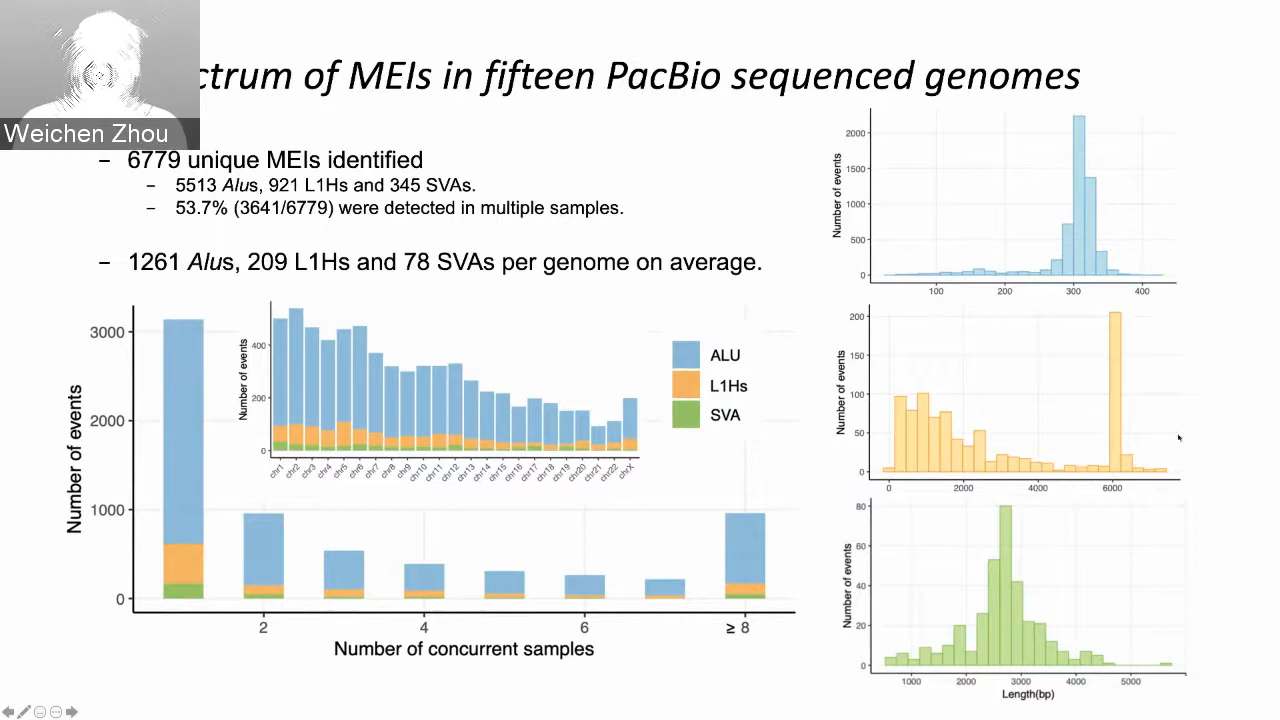 Weichen Zhou
ctrum of MEIs in fifteen PacBio sequenced genomes
– 6779 unique MEIs identified
– 5513 Alus, 921 L1Hs and 345 SVAs.
– 53.7% (3641/6779) were detected in multiple samples.
– 1261 Alus, 209 L1Hs and 78 SVAs per genome on average.
Number of events
3000
2000
1000
0
2
4
6
≥ 8
Number of concurrent samples
Number of events
400
200
0
chr1
chr2
chr3
chr4
chr5
chr6
chr7
chr8
chr9
chr10
chr11
chr12
chr13
chr14
chr15
chr16
chr17
chr18
chr19
chr20
chr21
chr22
chrX
ALU
L1Hs
SVA
Number of events
2000
1500
1000
500
0
100
200
300
400
Number of events
200
150
100
50
0
0
2000
4000
6000
Number of events
80
60
40
20
0
1000
2000
3000
4000
5000
Length(bp)